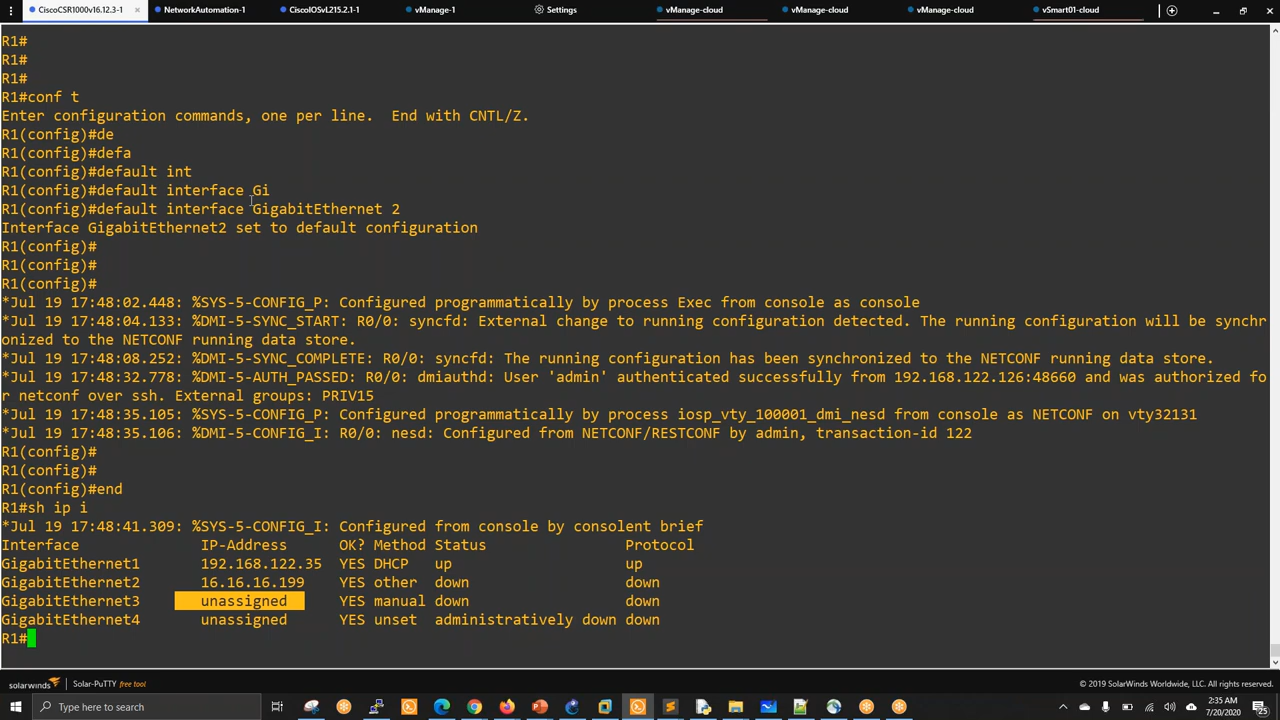 CiscoCSR1000v16.12.3-1 × NetworkAutomation-1 CiscoIOSvL215.2.1-1 vManage-1 Settings vManage-cloud vManage-cloud vManage-cloud vSmart01-cloud
R1#
R1#
R1#
R1#conf t
Enter configuration commands, one per line.  End with CNTL/Z.
R1(config)#de
R1(config)#defa
R1(config)#default int
R1(config)#default interface Gi
R1(config)#default interface GigabitEthernet 2
Interface GigabitEthernet2 set to default configuration
R1(config)#
R1(config)#
R1(config)#
*Jul 19 17:48:02.448: %SYS-5-CONFIG_P: Configured programmatically by process Exec from console as console
*Jul 19 17:48:04.133: %DMI-5-SYNC_START: R0/0: syncfd: External change to running configuration detected. The running configuration will be synchr
onized to the NETCONF running data store.
*Jul 19 17:48:08.252: %DMI-5-SYNC_COMPLETE: R0/0: syncfd: The running configuration has been synchronized to the NETCONF running data store.
*Jul 19 17:48:32.778: %DMI-5-AUTH_PASSED: R0/0: dmiauthd: User 'admin' authenticated successfully from 192.168.122.126:48660 and was authorized fo
r netconf over ssh. External groups: PRIV15
*Jul 19 17:48:35.105: %SYS-5-CONFIG_P: Configured programmatically by process iosp_vty_100001_dmi_nesd from console as NETCONF on vty32131
*Jul 19 17:48:35.106: %DMI-5-CONFIG_I: R0/0: nesd: Configured from NETCONF/RESTCONF by admin, transaction-id 122
R1(config)#
R1(config)#
R1(config)#end
R1#sh ip i
*Jul 19 17:48:41.309: %SYS-5-CONFIG_I: Configured from console by consolent brief
Interface IP-Address OK? Method Status Protocol
GigabitEthernet1 192.168.122.35 YES DHCP up up
GigabitEthernet2 16.16.16.199 YES other down down
GigabitEthernet3 unassigned YES manual down down
GigabitEthernet4 unassigned YES unset administratively down down
R1#
solarwinds Solar-PuTTY free tool © 2019 SolarWinds Worldwide, LLC. All rights reserved.
Type here to search
2:35 AM
7/20/2020
25